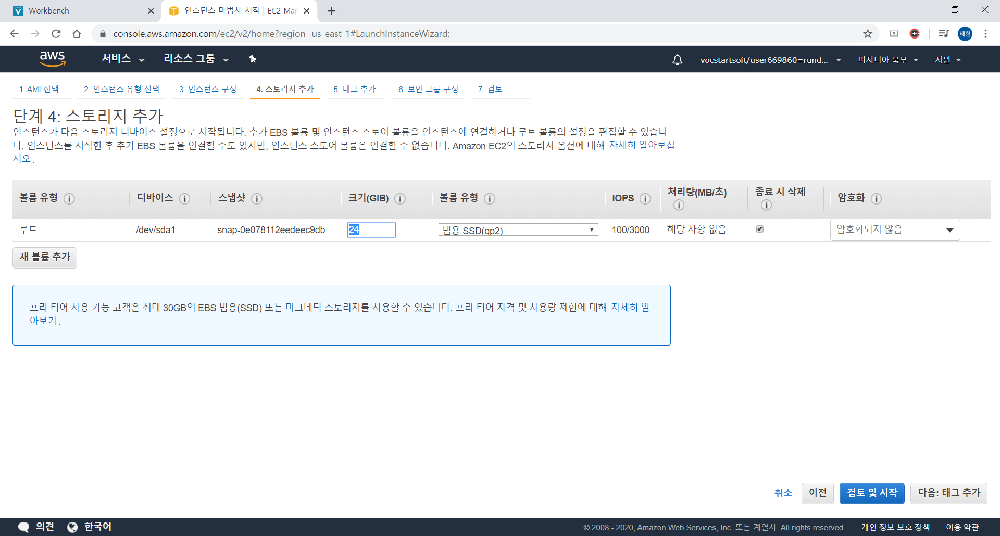 Workbench
인스턴스 마법사 시작 | EC2 Mar
console.aws.amazon.com/ec2/v2/home?region=us-east-1#LaunchInstanceWizard:
태형
aws
서비스
리소스 그룹
vocstartsoft/user669860=rund...
버지니아 북부
지원
1. AMI 선택
2. 인스턴스 유형 선택
3. 인스턴스 구성
4. 스토리지 추가
5. 태그 추가
6. 보안 그룹 구성
7. 검토
단계 4: 스토리지 추가
인스턴스가 다음 스토리지 디바이스 설정으로 시작됩니다. 추가 EBS 볼륨 및 인스턴스 스토어 볼륨을 인스턴스에 연결하거나 루트 볼륨의 설정을 편집할 수 있습니
다. 인스턴스를 시작한 후 추가 EBS 볼륨을 연결할 수도 있지만, 인스턴스 스토어 볼륨은 연결할 수 없습니다. Amazon EC2의 스토리지 옵션에 대해 자세히 알아보십
시오.
볼륨 유형
디바이스
스냅샷
크기(GiB)
볼륨 유형
IOPS
처리량(MB/초)
종료 시 삭제
암호화
루트
/dev/sda1
snap-0e078112eedeec9db
24
범용 SSD(gp2)
100/3000
해당 사항 없음
암호화되지 않음
새 볼륨 추가
프리 티어 사용 가능 고객은 최대 30GB의 EBS 범용(SSD) 또는 마그네틱 스토리지를 사용할 수 있습니다. 프리 티어 자격 및 사용량 제한에 대해 자세히 알
아보기.
취소
이전
검토 및 시작
다음: 태그 추가
의견
한국어
© 2008 - 2020, Amazon Web Services, Inc. 또는 계열사. All rights reserved.
개인 정보 보호 정책
이용 약관